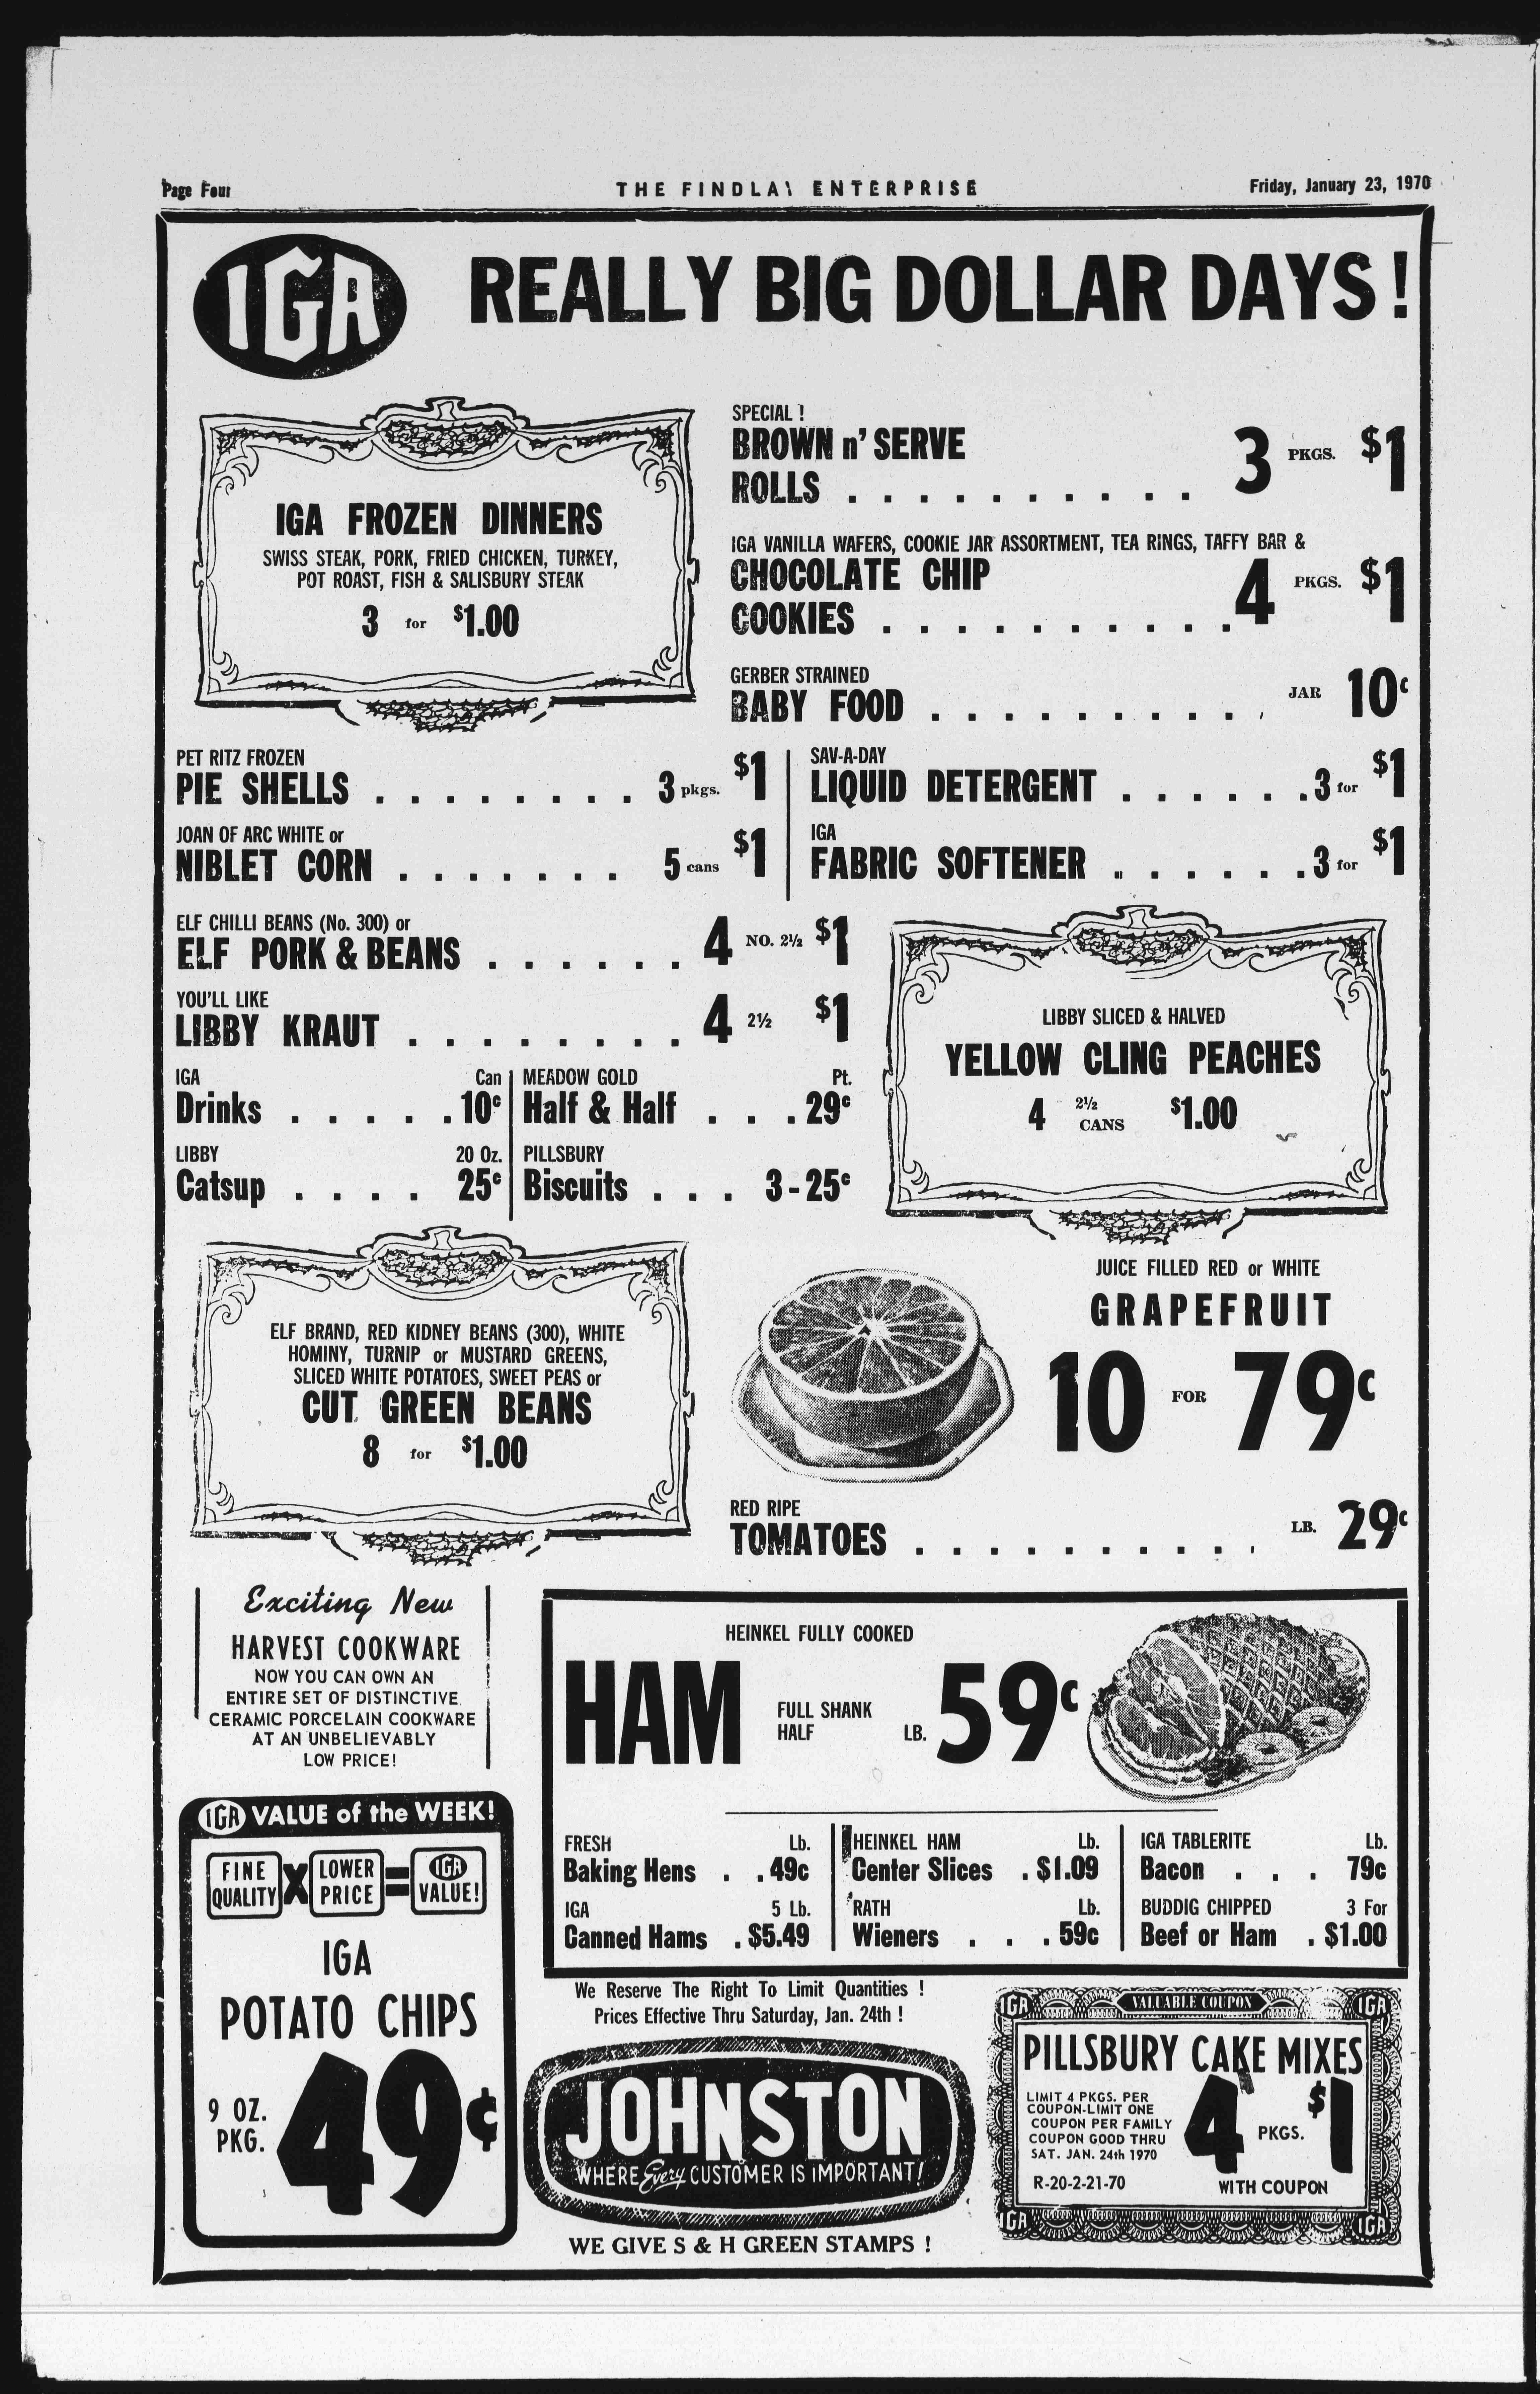 Page Four
THE FINDLAY ENTERPRISE
Friday, January 23, 1970
IGA
REALLY BIG DOLLAR DAYS !
IGA FROZEN DINNERS
SWISS STEAK, PORK, FRIED CHICKEN, TURKEY,
POT ROAST, FISH & SALISBURY STEAK
3 for $1.00
SPECIAL !
BROWN n' SERVE
ROLLS . . . . . . . . . . 3 PKGS. $1
IGA VANILLA WAFERS, COOKIE JAR ASSORTMENT, TEA RINGS, TAFFY BAR &
CHOCOLATE CHIP
COOKIES . . . . . . . . . . 4 PKGS. $1
GERBER STRAINED
BABY FOOD . . . . . . . . . . JAR 10c
PET RITZ FROZEN
PIE SHELLS . . . . . . . . 3 pkgs. $1
JOAN OF ARC WHITE or
NIBLET CORN . . . . . . . 5 cans $1
SAV-A-DAY
LIQUID DETERGENT . . . . . . 3 for $1
IGA
FABRIC SOFTENER . . . . . . 3 for $1
ELF CHILLI BEANS (No. 300) or
ELF PORK & BEANS . . . . . . 4 NO. 2½ $1
YOU'LL LIKE
LIBBY KRAUT . . . . . . . . 4 2½ $1
IGA Can
Drinks . . . . . 10c
LIBBY 20 Oz.
Catsup . . . . 25c
MEADOW GOLD Pt.
Half & Half . . . 29c
PILLSBURY
Biscuits . . . 3-25c
LIBBY SLICED & HALVED
YELLOW CLING PEACHES
4 2½ CANS $1.00
ELF BRAND, RED KIDNEY BEANS (300), WHITE
HOMINY, TURNIP or MUSTARD GREENS,
SLICED WHITE POTATOES, SWEET PEAS or
CUT GREEN BEANS
8 for $1.00
JUICE FILLED RED or WHITE
GRAPEFRUIT
10 FOR 79c
RED RIPE
TOMATOES . . . . . . . . . . LB. 29c
Exciting New
HARVEST COOKWARE
NOW YOU CAN OWN AN
ENTIRE SET OF DISTINCTIVE
CERAMIC PORCELAIN COOKWARE
AT AN UNBELIEVABLY
LOW PRICE!
HEINKEL FULLY COOKED
HAM FULL SHANK HALF LB. 59c
FRESH Lb.
Baking Hens . . 49c
IGA 5 Lb.
Canned Hams . $5.49
HEINKEL HAM Lb.
Center Slices . $1.09
RATH Lb.
Wieners . . . 59c
IGA TABLERITE Lb.
Bacon . . . 79c
BUDDIG CHIPPED 3 For
Beef or Ham . $1.00
IGA VALUE of the WEEK!
FINE QUALITY X LOWER PRICE = IGA VALUE!
IGA
POTATO CHIPS
9 OZ. PKG. 49¢
We Reserve The Right To Limit Quantities !
Prices Effective Thru Saturday, Jan. 24th !
JOHNSTON
WHERE Every CUSTOMER IS IMPORTANT!
WE GIVE S & H GREEN STAMPS !
IGA VALUABLE COUPON IGA
PILLSBURY CAKE MIXES
LIMIT 4 PKGS. PER
COUPON-LIMIT ONE
COUPON PER FAMILY
COUPON GOOD THRU
SAT. JAN. 24th 1970
R-20-2-21-70
4 PKGS. $1
WITH COUPON
IGA IGA